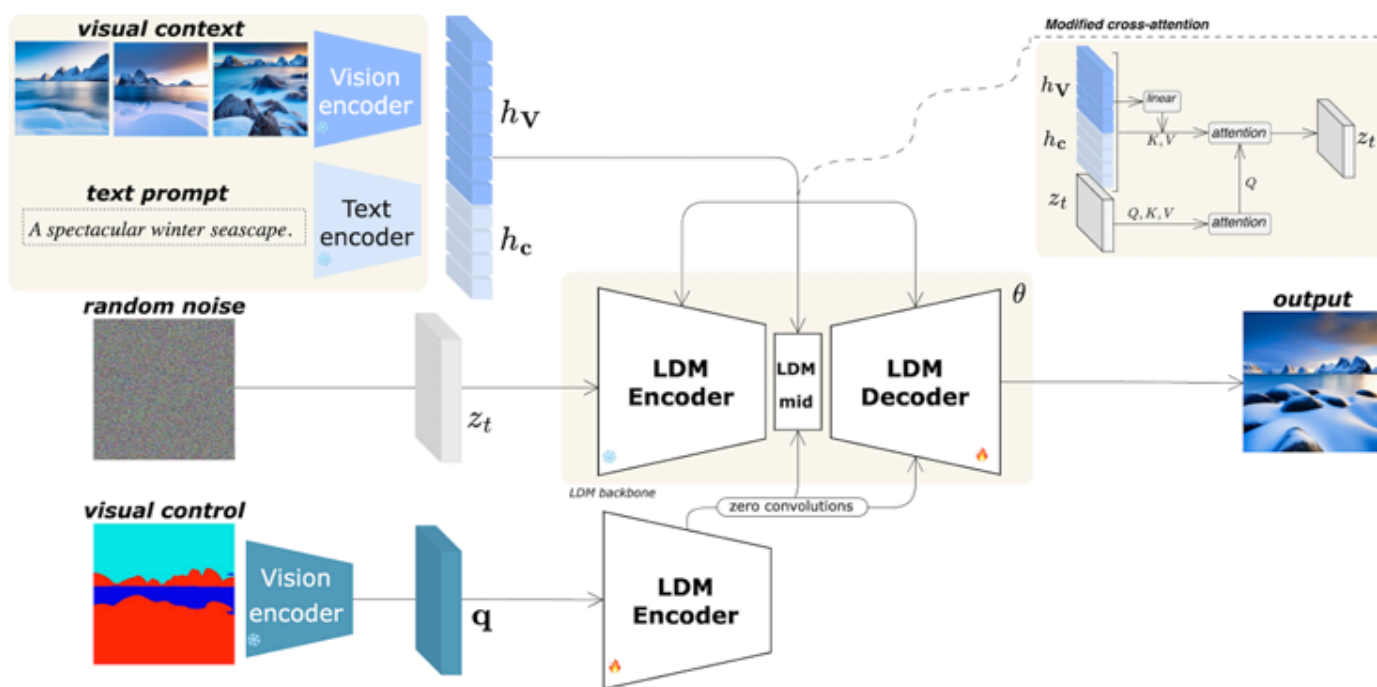 visual context
Vision
encoder
h_V
text prompt
A spectacular winter seascape.
Text
encoder
h_c
Modified cross-attention
h_V
linear
h_c
K, V
attention
z_t
Q
z_t
Q, K, V
attention
random noise
z_t
LDM
Encoder
LDM
mid
LDM
Decoder
θ
output
LDM backbone
zero convolutions
visual control
Vision
encoder
q
LDM
Encoder